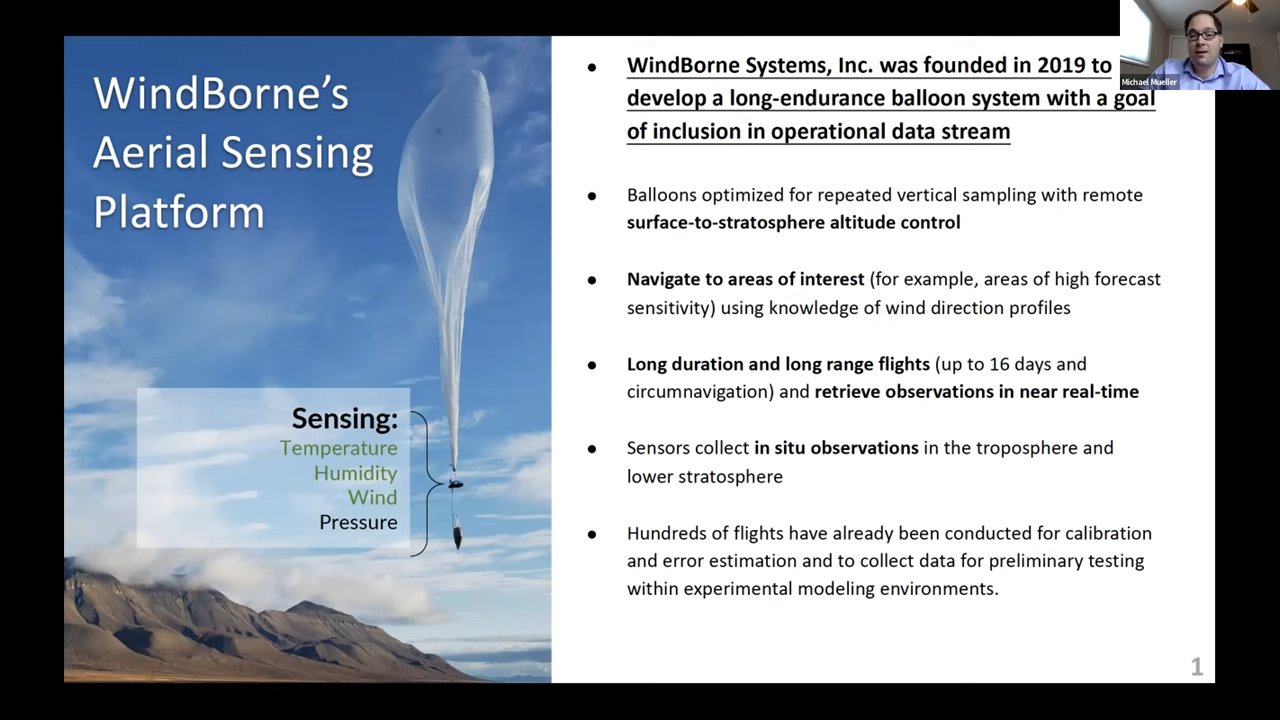 WindBorne's
Aerial Sensing
Platform
Sensing:
Temperature
Humidity
Wind
Pressure
● WindBorne Systems, Inc. was founded in 2019 to
develop a long-endurance balloon system with a goal
of inclusion in operational data stream
● Balloons optimized for repeated vertical sampling with remote
surface-to-stratosphere altitude control
● Navigate to areas of interest (for example, areas of high forecast
sensitivity) using knowledge of wind direction profiles
● Long duration and long range flights (up to 16 days and
circumnavigation) and retrieve observations in near real-time
● Sensors collect in situ observations in the troposphere and
lower stratosphere
● Hundreds of flights have already been conducted for calibration
and error estimation and to collect data for preliminary testing
within experimental modeling environments.
1
Michael Mueller